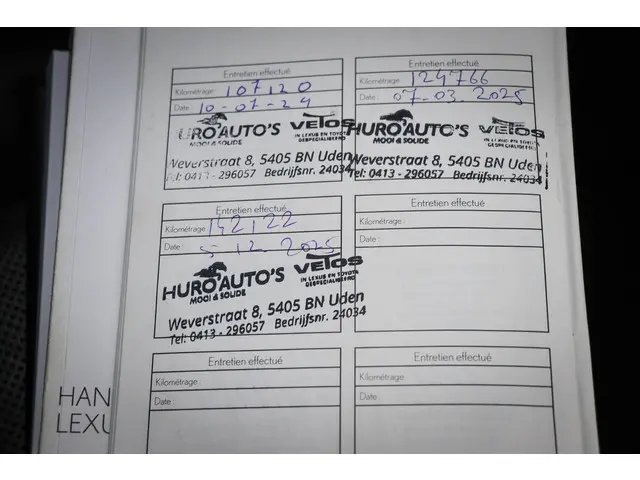 Entretien effectué
Kilométrage : 107120
Date : 10-07-24
HURO'AUTO'S VETOS
MOOI & SOLIDE IN LEXUS EN TOYOTA
GESPECIALISEERD
Weverstraat 8, 5405 BN Uden
Tel: 0413 - 296057 Bedrijfsnr. 24034
Entretien effectué
Kilométrage : 124766
Date : 07-03.2025
HURO'AUTO'S VETOS
MOOI & SOLIDE IN LEXUS EN TOYOTA
GESPECIALISEERD
Weverstraat 8, 5405 BN Uden
Tel: 0413 - 296057 Bedrijfsnr. 24034
Entretien effectué
Kilométrage : 142122
Date : 5-12.2025
HURO'AUTO'S VETOS
MOOI & SOLIDE IN LEXUS EN TOYOTA
GESPECIALISEERD
Weverstraat 8, 5405 BN Uden
Tel: 0413 - 296057 Bedrijfsnr. 24034
Entretien effectué
Kilométrage :
Date :
Entretien effectué
Kilométrage :
Date :
Entretien effectué
Kilométrage :
Date :
HAN
LEXU